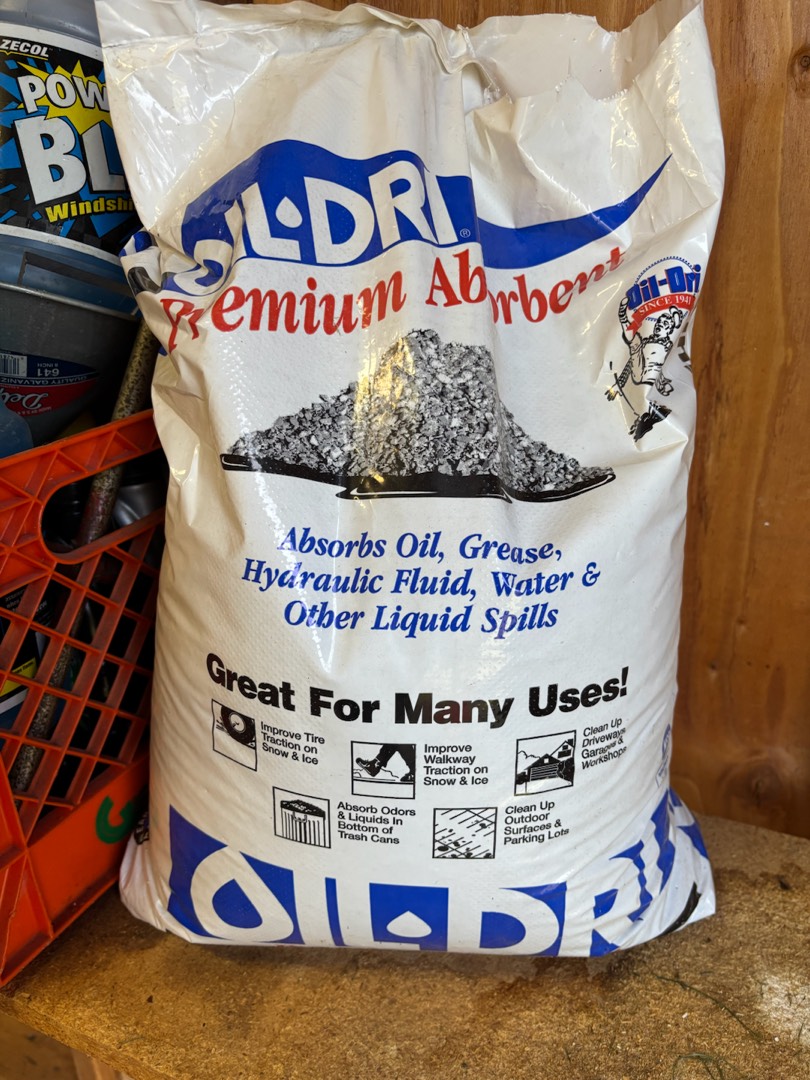 ZECOL
POW
BL
Windsh
OIL-DRI®
Premium Absorbent
Oil-Dri
SINCE 1941
641
QUALITY GALVANIZ
Absorbs Oil, Grease,
Hydraulic Fluid, Water &
Other Liquid Spills
Great For Many Uses!
Improve Tire
Traction on
Snow & Ice
Improve
Walkway
Traction on
Snow & Ice
Clean Up
Driveways
Garages &
Workshops
Absorb Odors
& Liquids In
Bottom of
Trash Cans
Clean Up
Outdoor
Surfaces &
Parking Lots
OIL-DRI